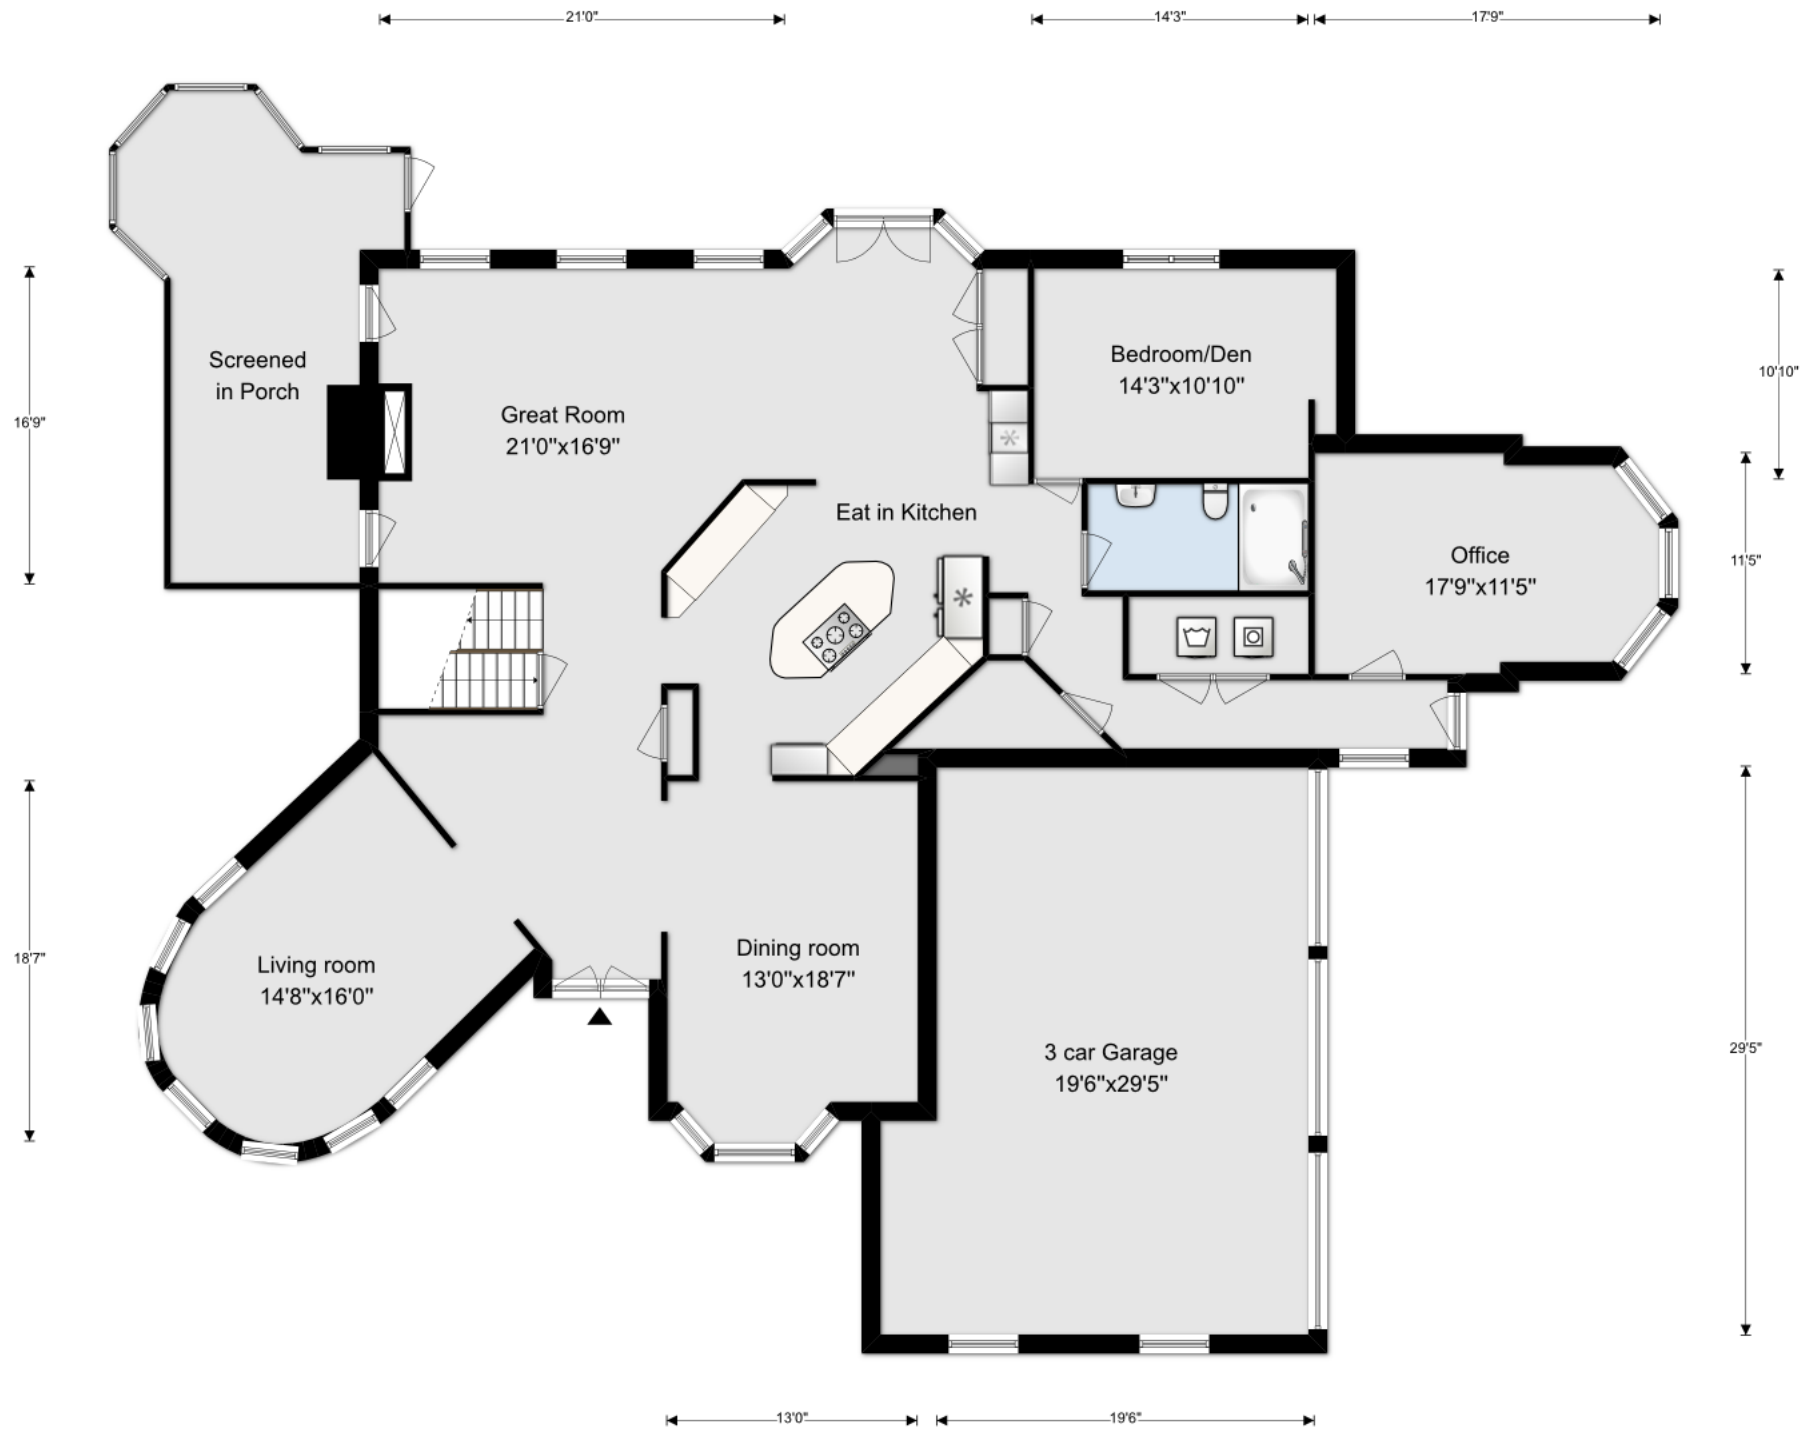 21'0"
14'3"
17'9"
16'9"
Screened
in Porch
Great Room
21'0"x16'9"
Bedroom/Den
14'3"x10'10"
10'10"
Eat in Kitchen
Office
17'9"x11'5"
11'5"
Living room
14'8"x16'0"
18'7"
Dining room
13'0"x18'7"
3 car Garage
19'6"x29'5"
29'5"
13'0"
19'6"